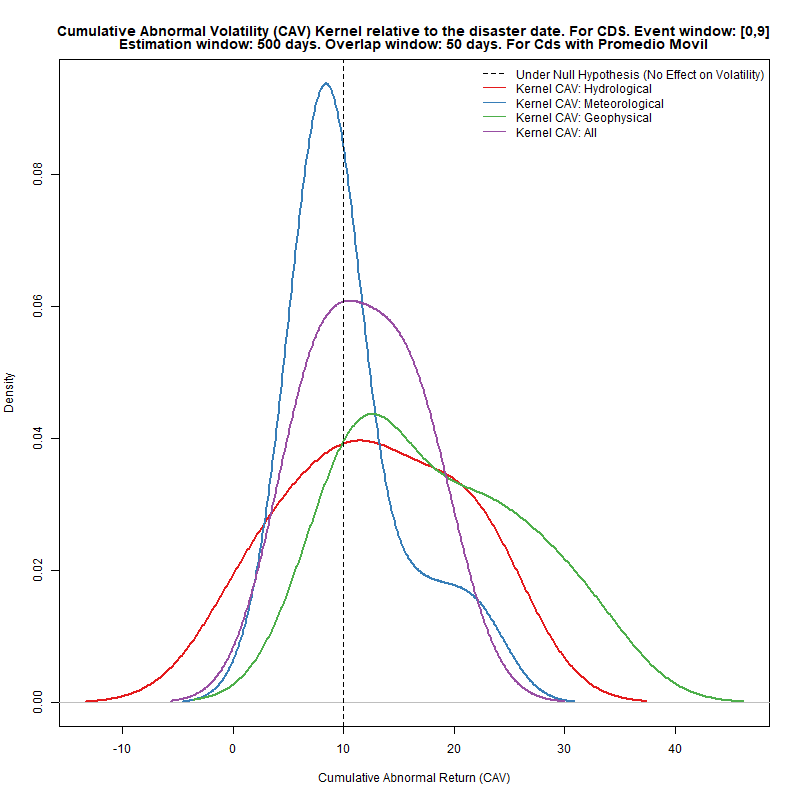 Cumulative Abnormal Volatility (CAV) Kernel relative to the disaster date. For CDS. Event window: [0,9]
Estimation window: 500 days. Overlap window: 50 days. For Cds with Promedio Movil
Under Null Hypothesis (No Effect on Volatility)
Kernel CAV: Hydrological
Kernel CAV: Meteorological
Kernel CAV: Geophysical
Kernel CAV: All
Density
0.08
0.06
0.04
0.02
0.00
-10 0 10 20 30 40
Cumulative Abnormal Return (CAV)